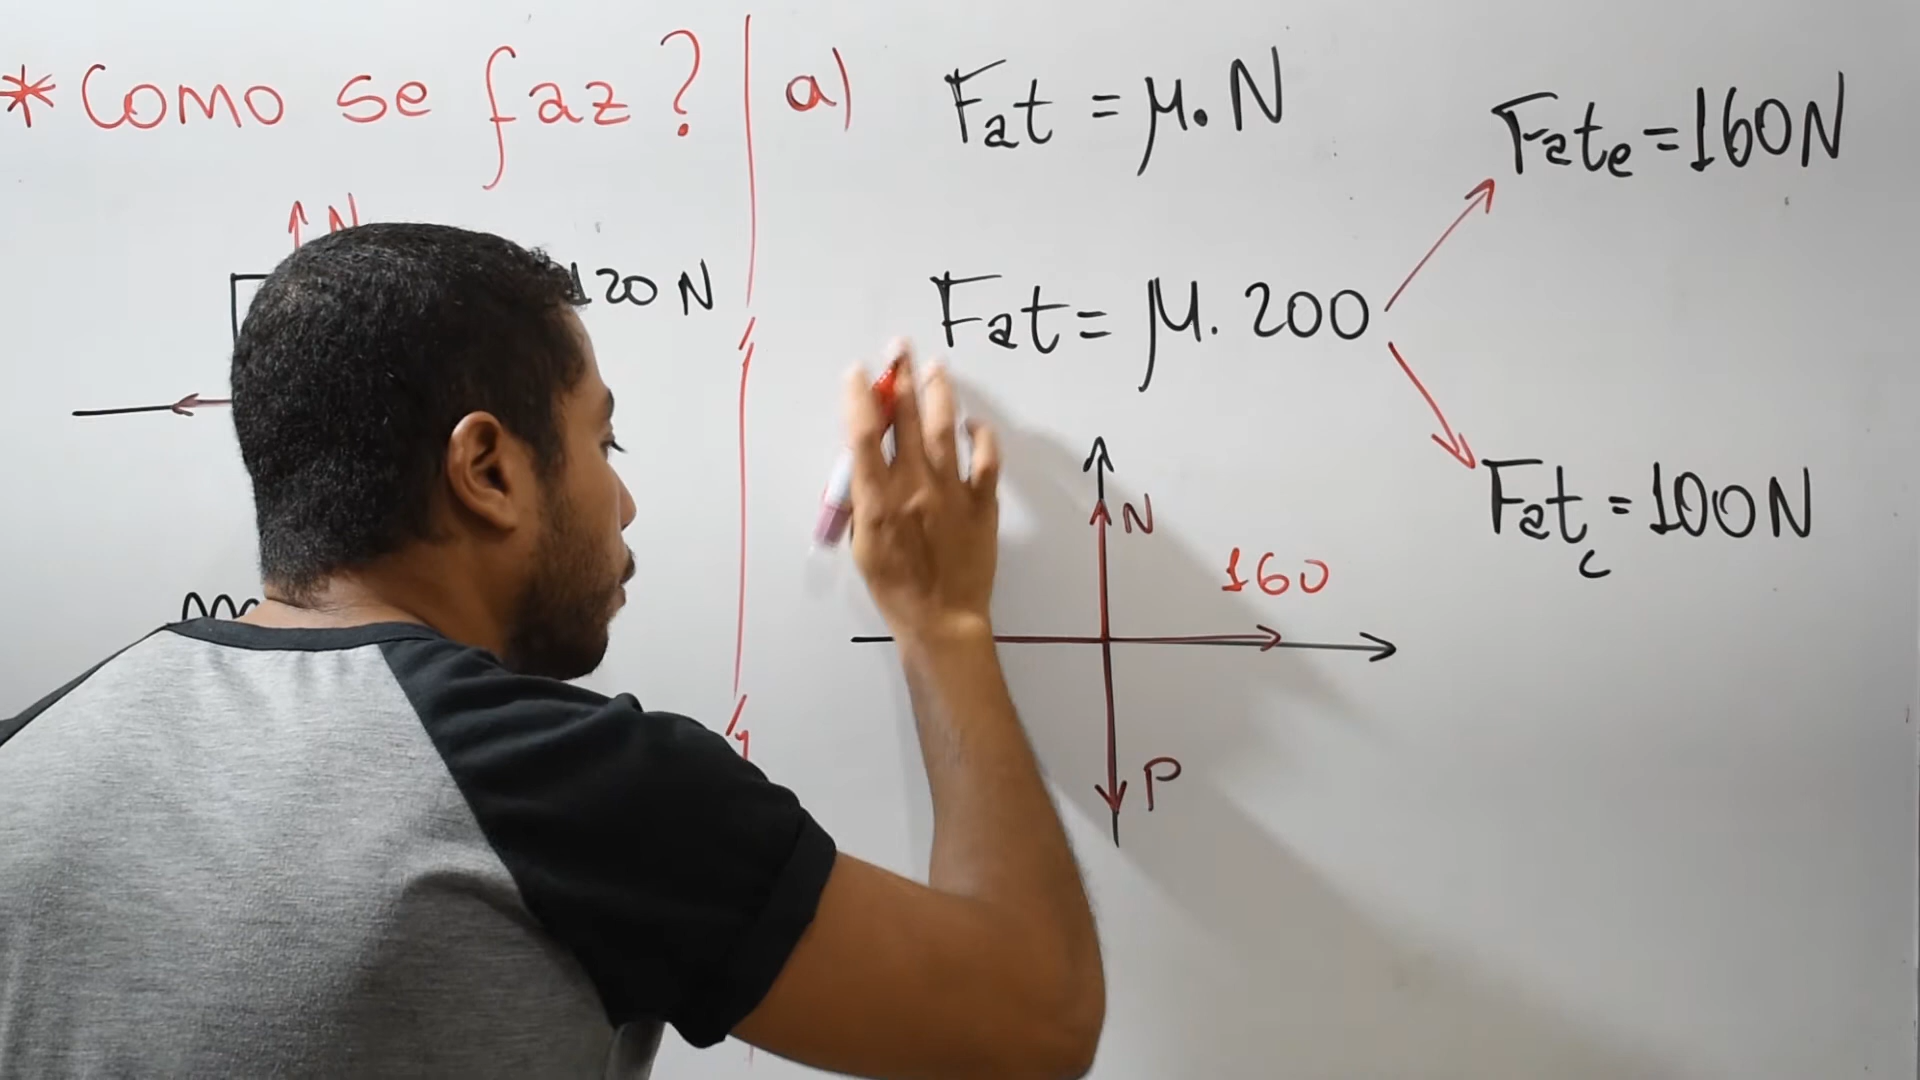 * Como se faz?
N
120 N
a)
Fat = μ. N
Fat = μ. 200
Fate = 160N
Fatc = 100N
N
160
P